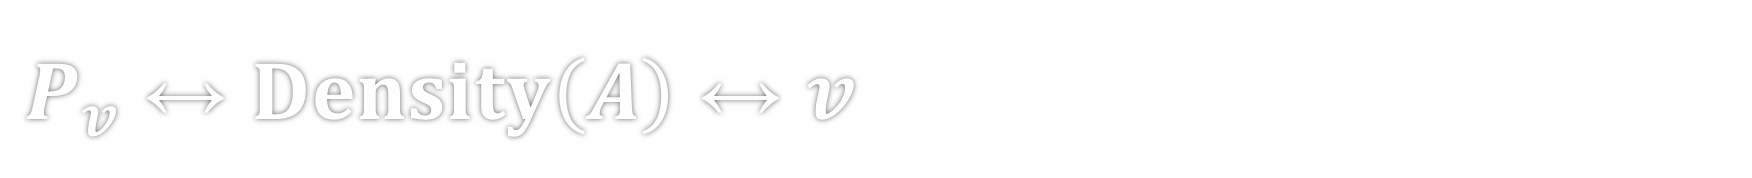 P_v ↔ Density(A) ↔ v